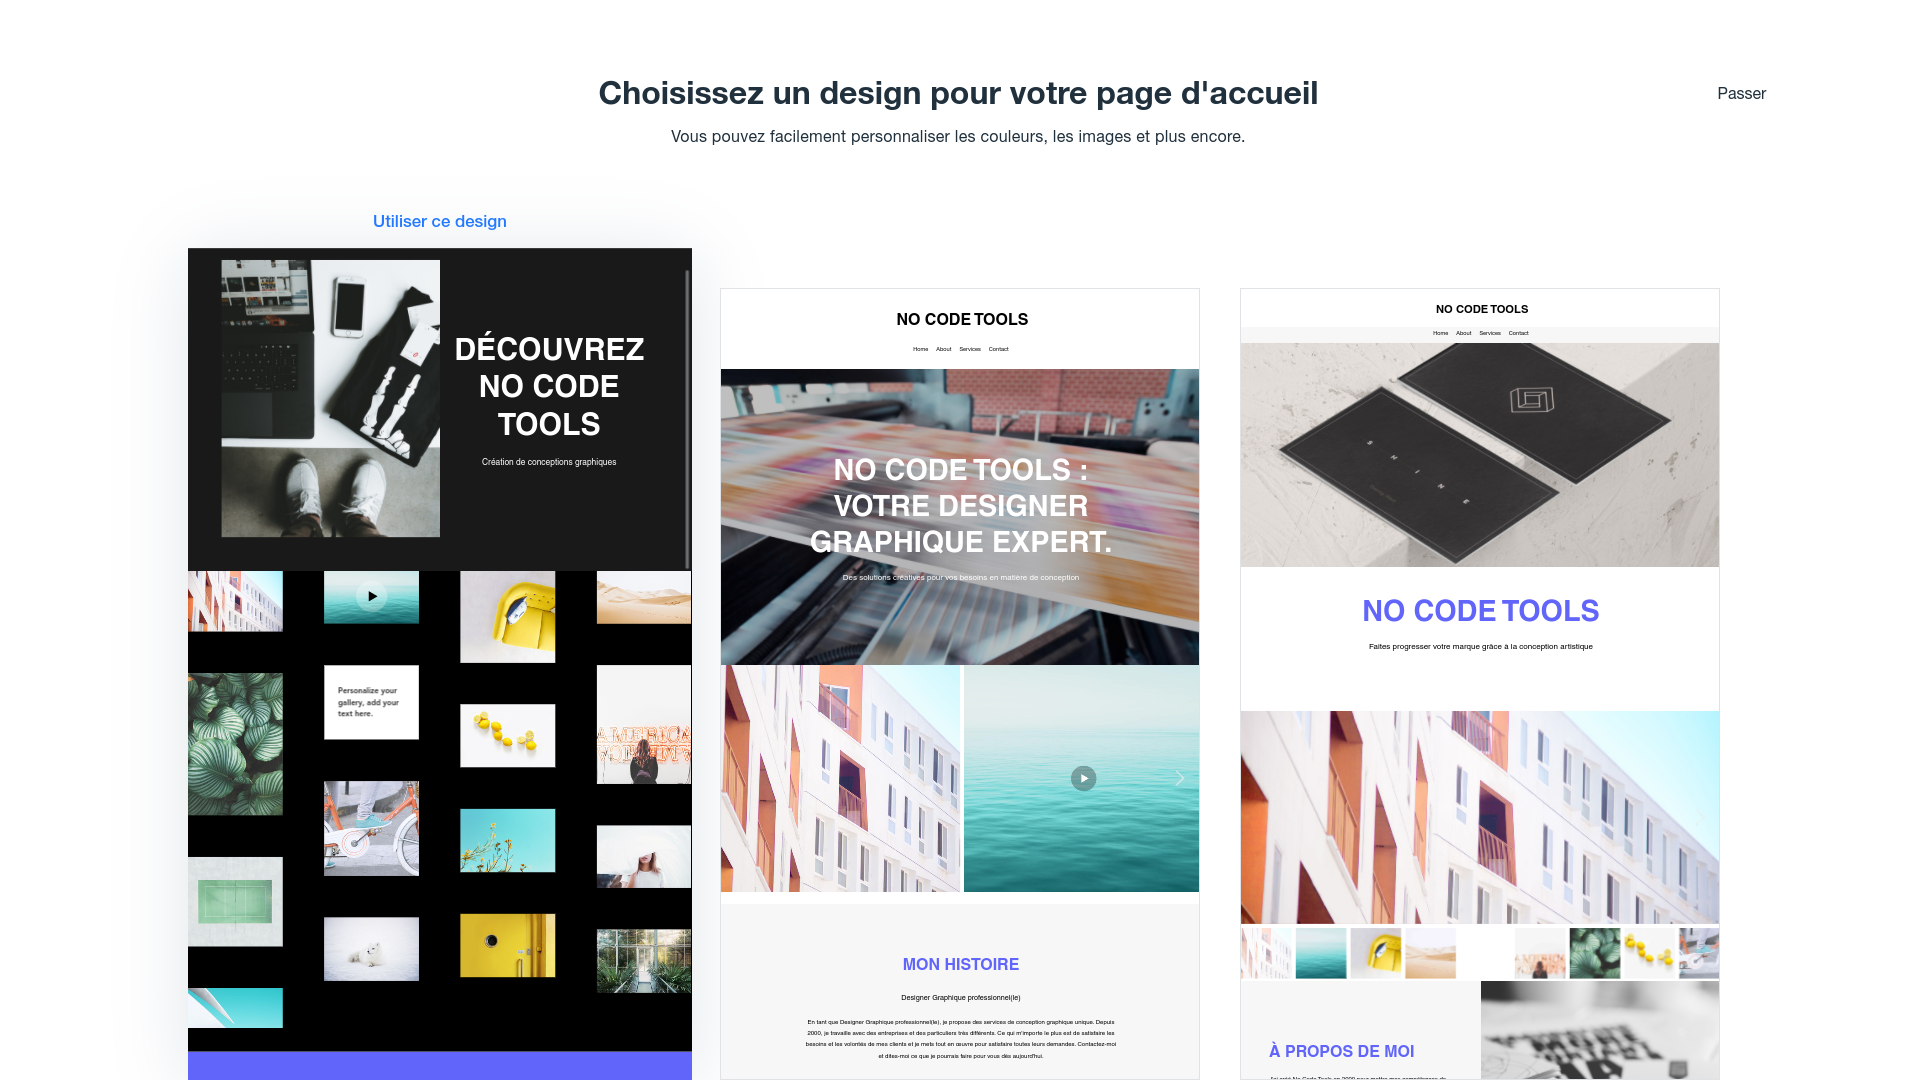 Choisissez un design pour votre page d'accueil
Passer
Vous pouvez facilement personnaliser les couleurs, les images et plus encore.
Utiliser ce design
DÉCOUVREZ
NO CODE
TOOLS
Création de conceptions graphiques
Personalize your
gallery, add your
text here.
NO CODE TOOLS
Home About Services Contact
NO CODE TOOLS :
VOTRE DESIGNER
GRAPHIQUE EXPERT.
Des solutions créatives pour vos besoins en matière de conception
MON HISTOIRE
Designer Graphique professionnel(le)
En tant que Designer Graphique professionnel(le), je propose des services de conception graphique unique. Depuis
2000, je travaille avec des entreprises et des particuliers très différents. Ce qui m'importe le plus est de satisfaire les
besoins et les volontés de mes clients et je mets tout en œuvre pour satisfaire toutes leurs demandes. Contactez-moi
et dites-moi ce que je pourrais faire pour vous dès aujourd'hui.
NO CODE TOOLS
Home About Services Contact
SHINE
NO CODE TOOLS
Faites progresser votre marque grâce à la conception artistique
À PROPOS DE MOI